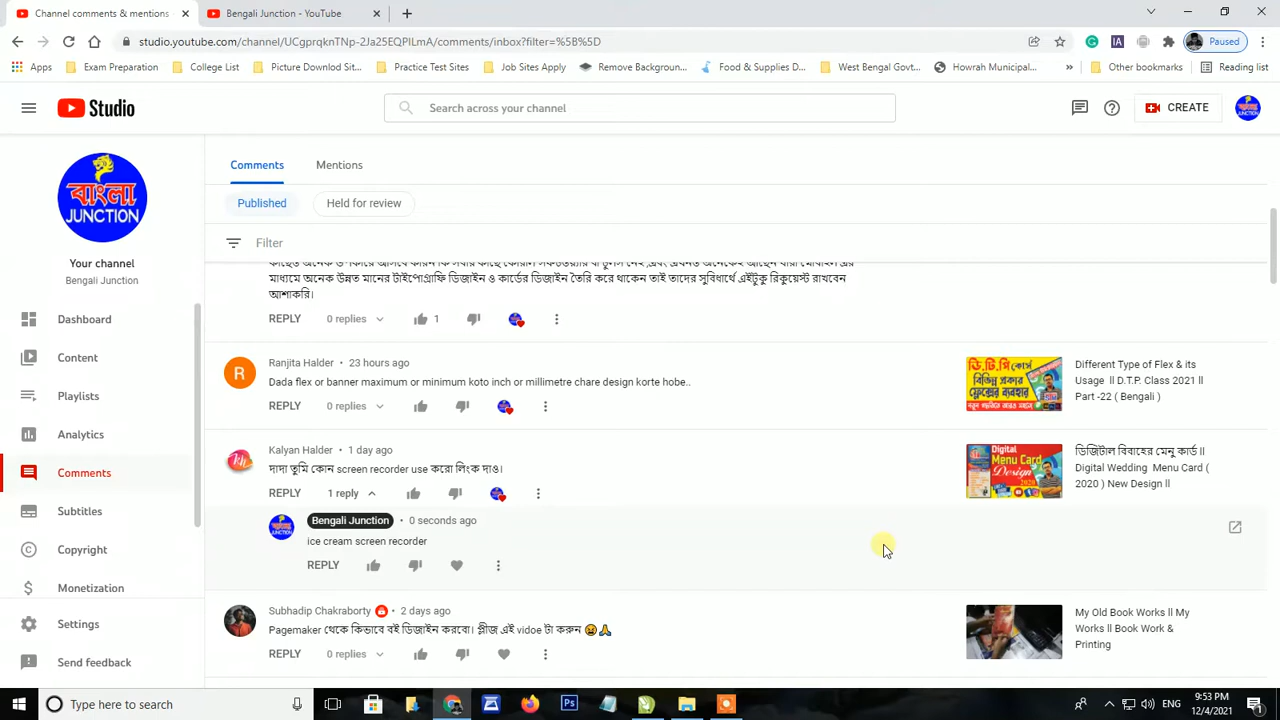 Channel comments & mentions
Bengali Junction - YouTube
studio.youtube.com/channel/UCgprqknTNp-2Ja25EQPILmA/comments/inbox?filter=%5B%5D
Paused
Apps
Exam Preparation
College List
Picture Downlod Sit...
Practice Test Sites
Job Sites Apply
Remove Backgroun...
Food & Supplies D...
West Bengal Govt...
Howrah Municipal...
Other bookmarks
Reading list
Studio
Search across your channel
CREATE
বাংলা
JUNCTION
Your channel
Bengali Junction
Dashboard
Content
Playlists
Analytics
Comments
Subtitles
Copyright
Monetization
Settings
Send feedback
Comments
Mentions
Published
Held for review
Filter
মাধ্যমে অনেক উন্নত মানের টাইপোগ্রাফি ডিজাইন ও কার্ডের ডিজাইন তৈরি করে থাকেন তাই তাদের সুবিধার্থে এইটুকু রিকুয়েস্ট রাখবেন
আশাকরি।
REPLY 0 replies 1
Ranjita Halder • 23 hours ago
Dada flex or banner maximum or minimum koto inch or millimetre chare design korte hobe..
REPLY 0 replies
ডি.টি.পি কোর্স
বিভিন্ন প্রকার
ফ্লেক্সের ব্যবহার
Different Type of Flex & its
Usage ll D.T.P. Class 2021 ll
Part -22 ( Bengali )
Kalyan Halder • 1 day ago
দাদা তুমি কোন screen recorder use করো লিংক দাও।
REPLY 1 reply
Digital
Menu Card
Design
2020
ডিজিটাল বিবাহের মেনু কার্ড ll
Digital Wedding Menu Card (
2020 ) New Design ll
Bengali Junction • 0 seconds ago
ice cream screen recorder
REPLY
Subhadip Chakraborty • 2 days ago
Pagemaker থেকে কিভাবে বই ডিজাইন করবো। প্লীজ এই vidoe টা করুন 😫🙏
REPLY 0 replies
My Old Book Works ll My
Works ll Book Work &
Printing
Type here to search
Ps
ENG
9:53 PM
12/4/2021